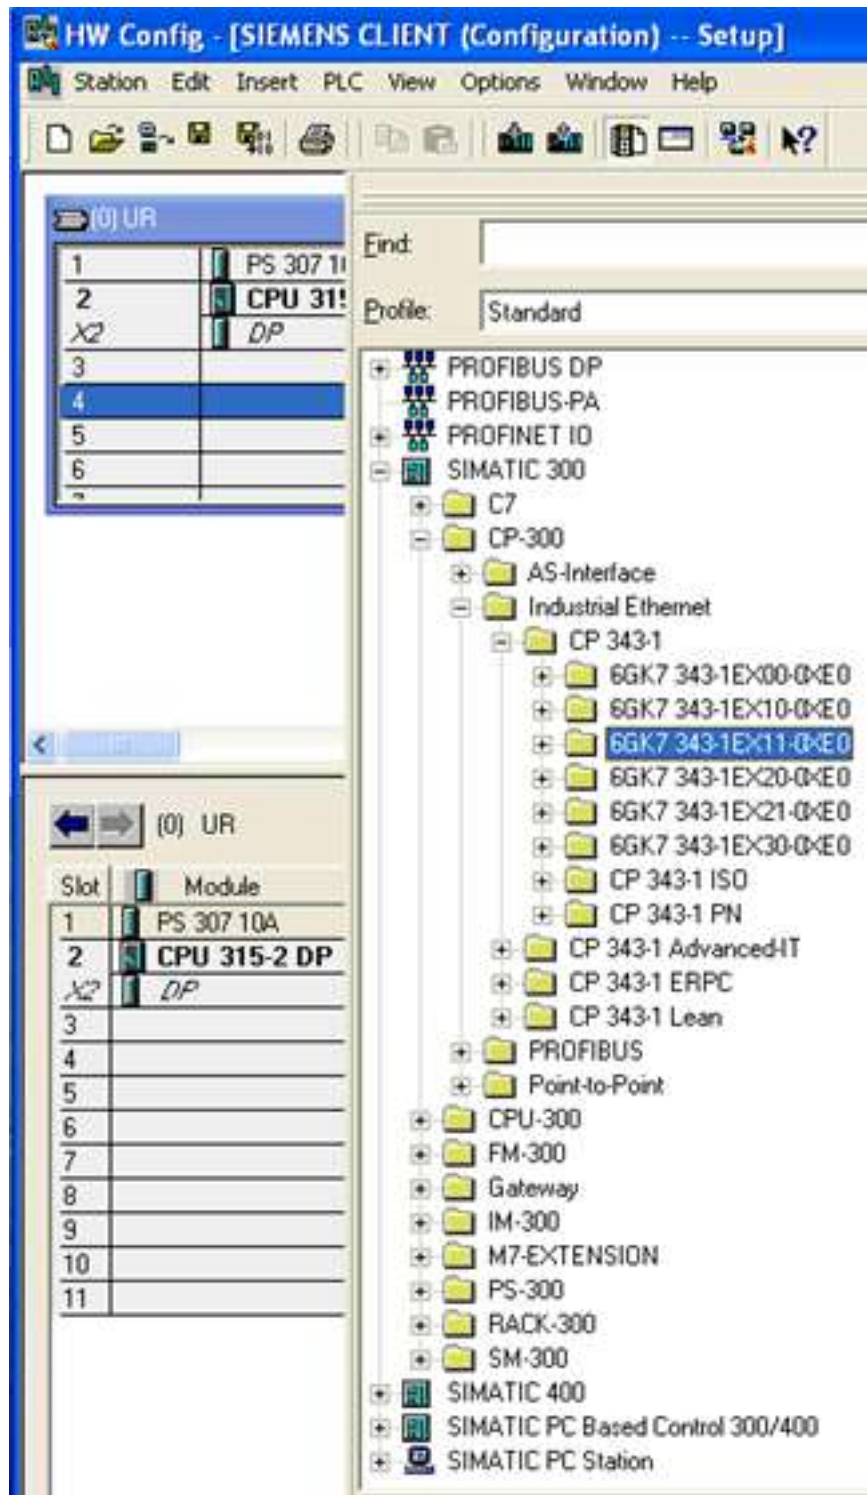 HW Config - [SIEMENS CLIENT (Configuration) -- Setup]
Station Edit Insert PLC View Options Window Help
(0) UR
1 PS 307 10
2 CPU 315
X2 DP
3
4
5
6
7
Find:
Profile: Standard
PROFIBUS DP
PROFIBUS-PA
PROFINET IO
SIMATIC 300
C7
CP-300
AS-Interface
Industrial Ethernet
CP 343-1
6GK7 343-1EX00-0XE0
6GK7 343-1EX10-0XE0
6GK7 343-1EX11-0XE0
6GK7 343-1EX20-0XE0
6GK7 343-1EX21-0XE0
6GK7 343-1EX30-0XE0
CP 343-1 ISO
CP 343-1 PN
CP 343-1 Advanced-IT
CP 343-1 ERPC
CP 343-1 Lean
PROFIBUS
Point-to-Point
CPU-300
FM-300
Gateway
IM-300
M7-EXTENSION
PS-300
RACK-300
SM-300
SIMATIC 400
SIMATIC PC Based Control 300/400
SIMATIC PC Station
(0) UR
Slot Module
1 PS 307 10A
2 CPU 315-2 DP
X2 DP
3
4
5
6
7
8
9
10
11